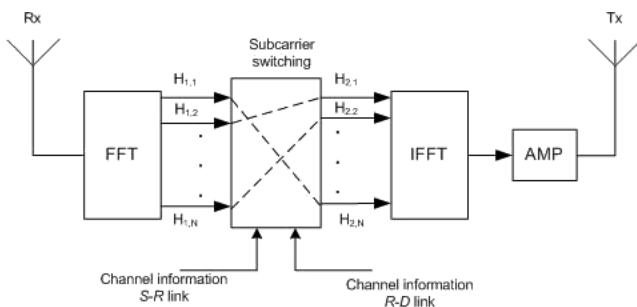 Rx
Tx
Subcarrier
switching
H1,1
H2,1
H1,2
H2,2
FFT
IFFT
AMP
H1,N
H2,N
Channel information
S-R link
Channel information
R-D link